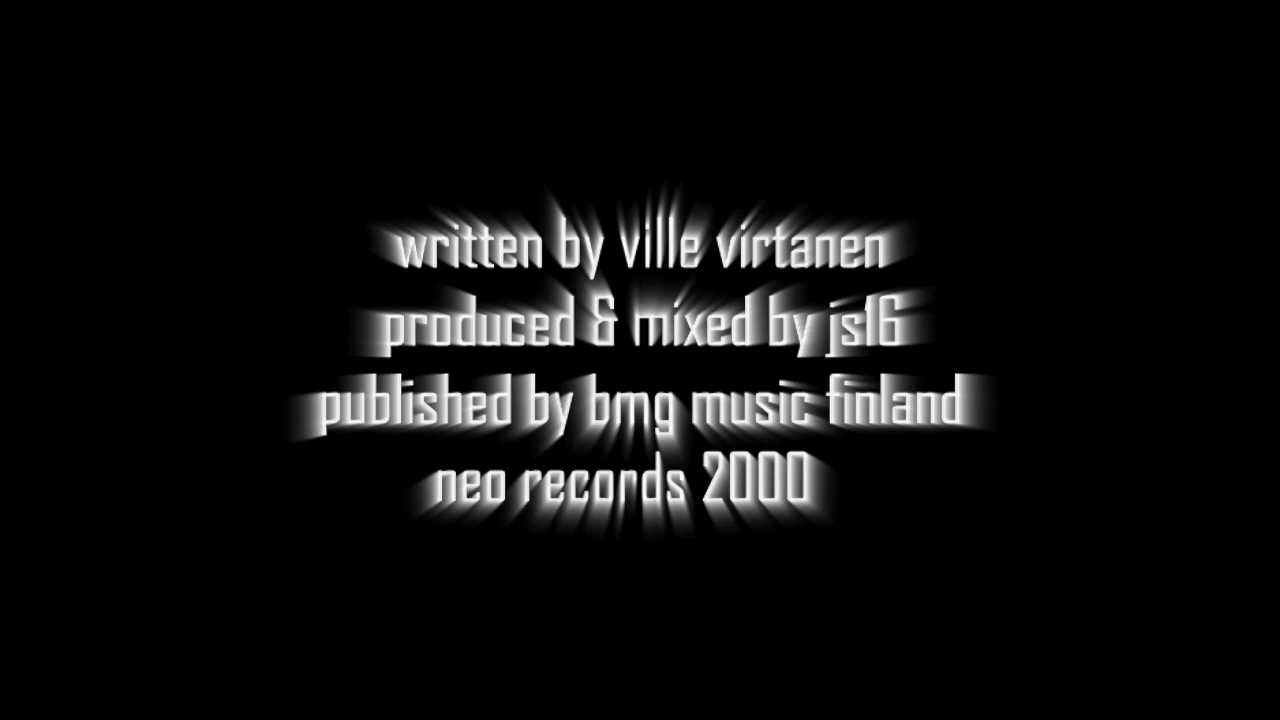 written by ville virtanen
produced & mixed by js16
published by bmg music finland
neo records 2000